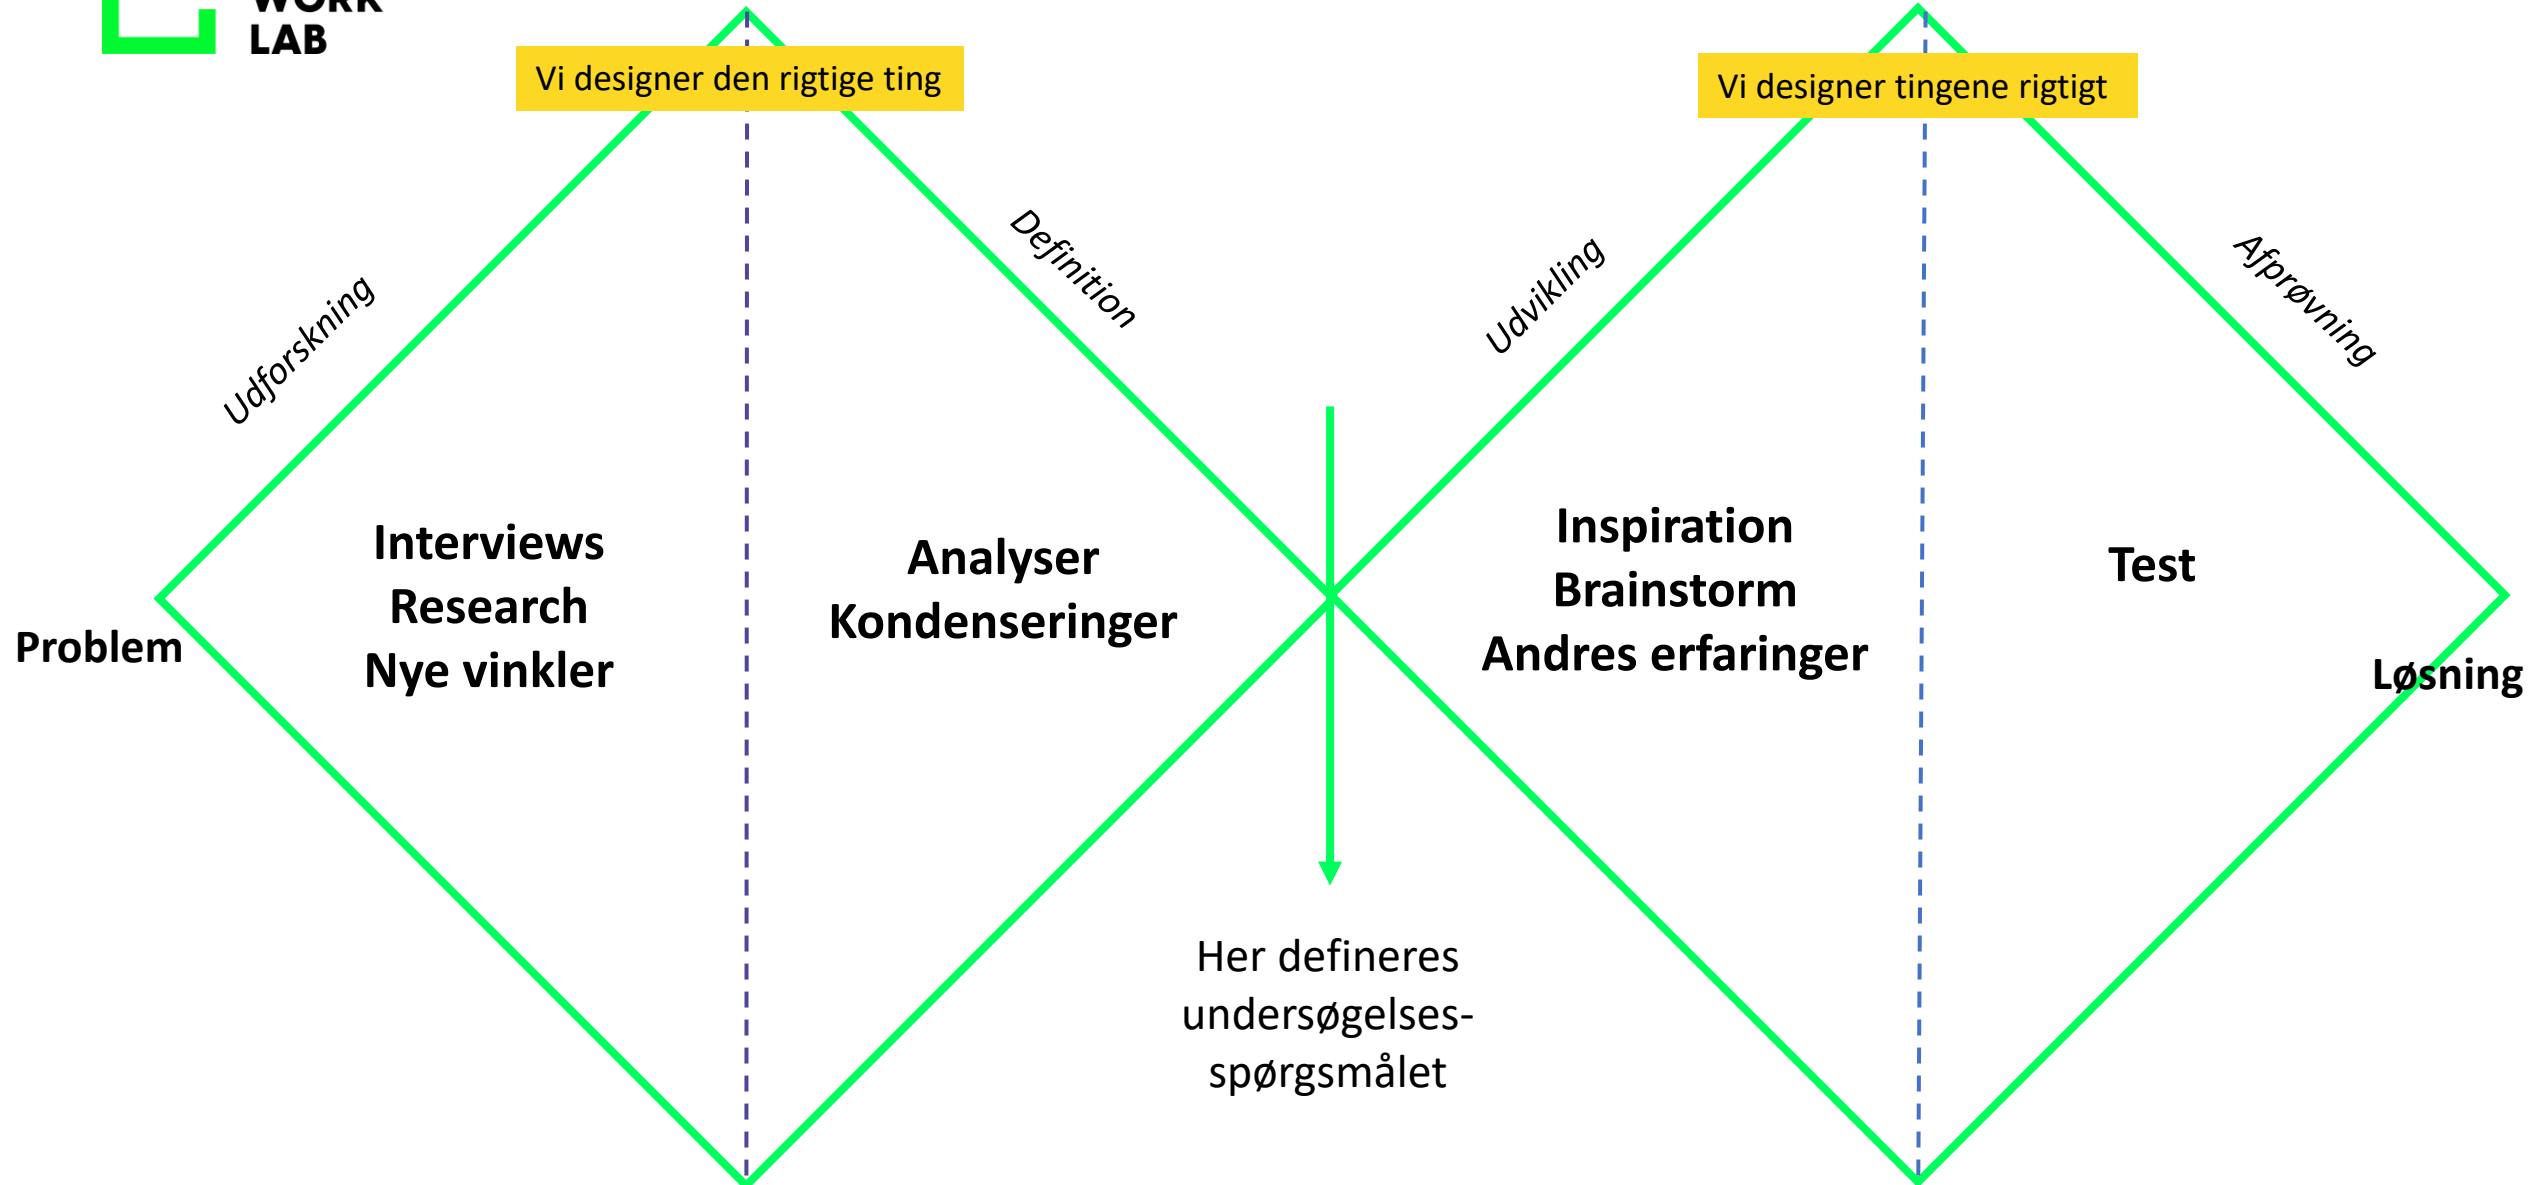 WORK
LAB
Vi designer den rigtige ting
Vi designer tingene rigtigt
Udforskning
Definition
Udvikling
Afprøvning
Problem
Interviews
Research
Nye vinkler
Analyser
Kondenseringer
Inspiration
Brainstorm
Andres erfaringer
Test
Løsning
Her defineres
undersøgelses-
spørgsmålet